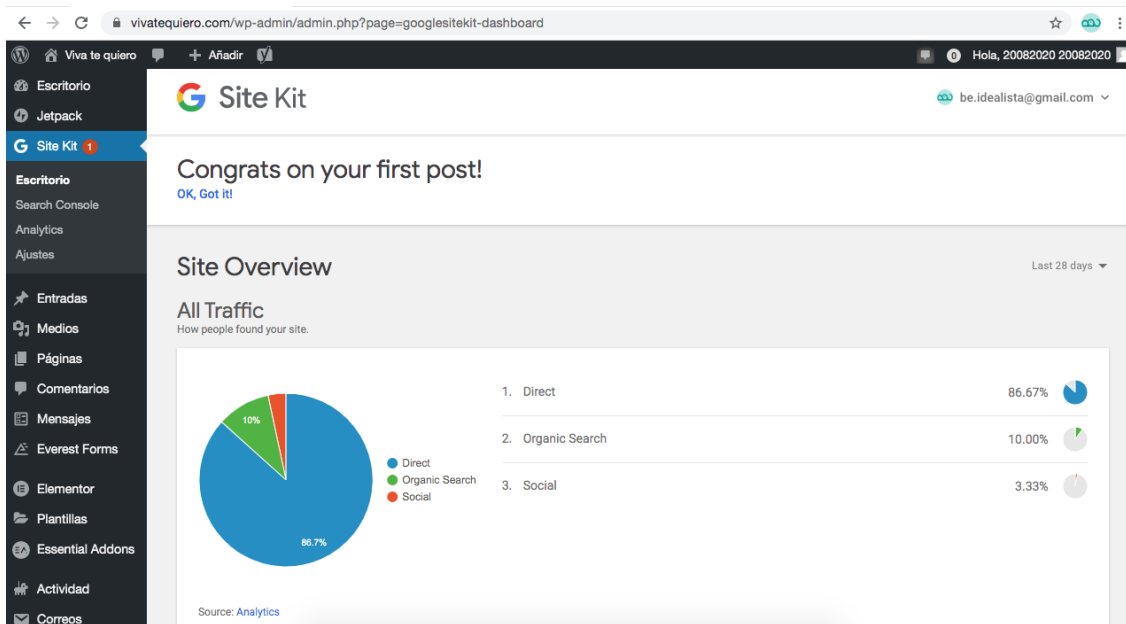 vivatequiero.com/wp-admin/admin.php?page=googlesitekit-dashboard
Viva te quiero
+ Añadir
0
Hola, 20082020 20082020
Escritorio
Jetpack
Site Kit 1
Escritorio
Search Console
Analytics
Ajustes
Entradas
Medios
Páginas
Comentarios
Mensajes
Everest Forms
Elementor
Plantillas
Essential Addons
Actividad
Correos
G Site Kit
be.idealista@gmail.com
Congrats on your first post!
OK, Got it!
Site Overview
Last 28 days
All Traffic
How people found your site.
10%
86.7%
Direct
Organic Search
Social
1. Direct 86.67%
2. Organic Search 10.00%
3. Social 3.33%
Source: Analytics